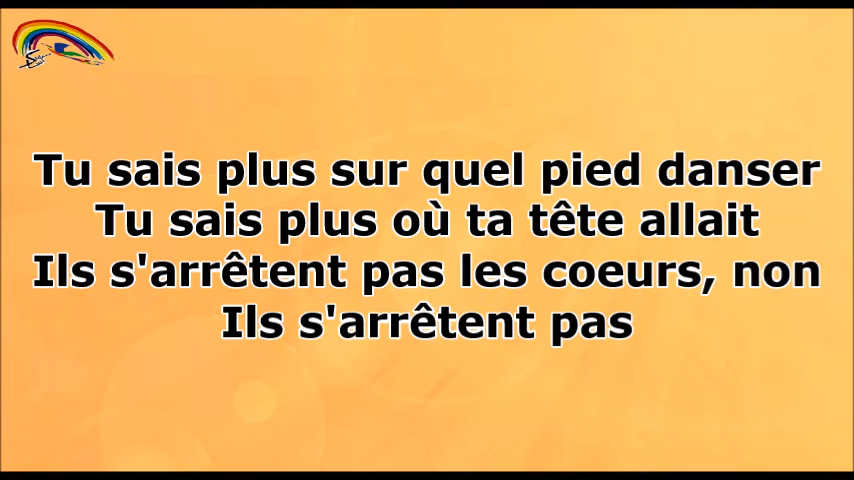 Tu sais plus sur quel pied danser
Tu sais plus où ta tête allait
Ils s'arrêtent pas les coeurs, non
Ils s'arrêtent pas